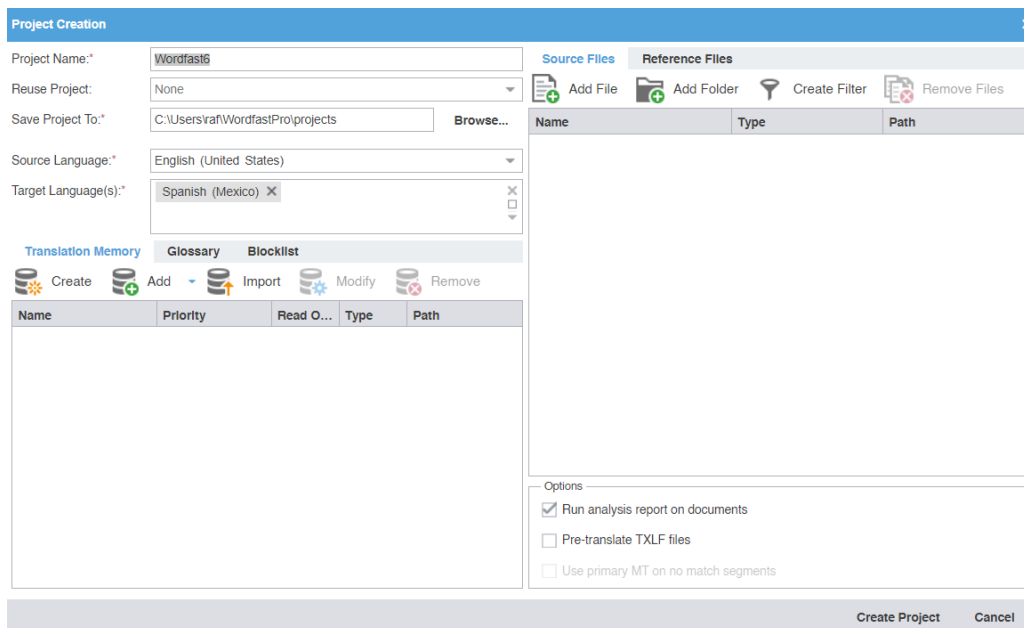 Project Creation
Project Name:*
Wordfast6
Reuse Project:
None
Save Project To:*
C:\Users\raf\WordfastPro\projects
Browse...
Source Language:*
English (United States)
Target Language(s):*
Spanish (Mexico)
Translation Memory Glossary Blocklist
Create Add Import Modify Remove
Name Priority Read O... Type Path
Source Files Reference Files
Add File Add Folder Create Filter Remove Files
Name Type Path
Options
Run analysis report on documents
Pre-translate TXLF files
Use primary MT on no match segments
Create Project Cancel